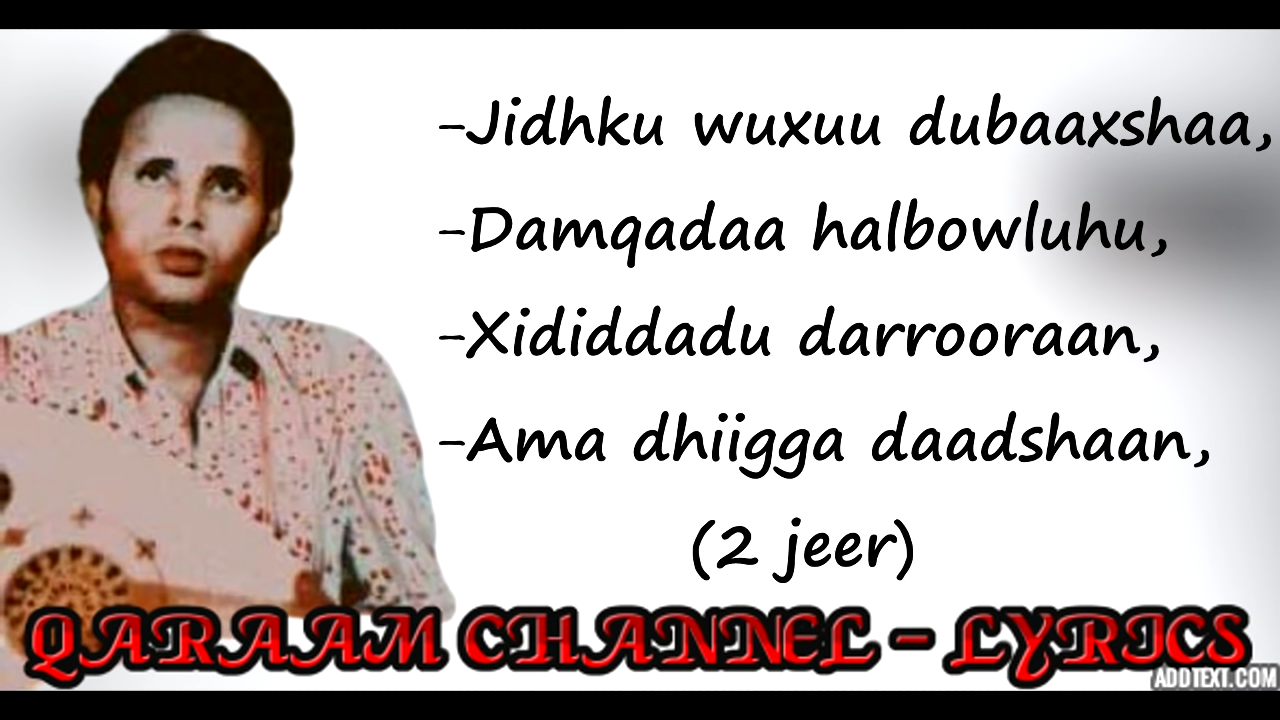 -Jidhku wuxuu dubaaxshaa,
-Damqadaa halbowluhu,
-Xididdadu darrooraan,
-Ama dhiigga daadshaan,
(2 jeer)
QARAAM CHANNEL - LYRICS
ADDTEXT.COM